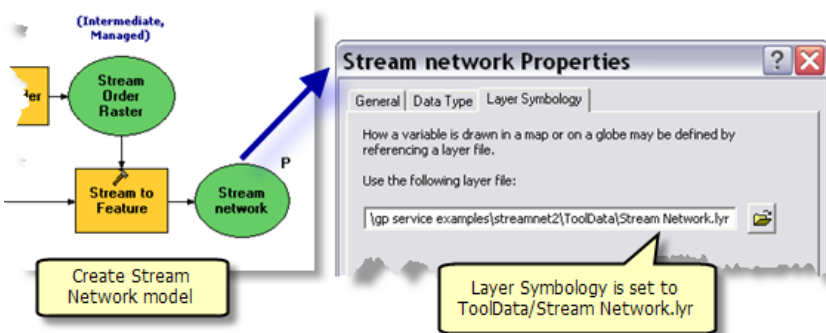 (Intermediate,
Managed)
Stream
Order
Raster
Stream to
Feature
Stream
network
P
Create Stream
Network model
Stream network Properties
General
Data Type
Layer Symbology
How a variable is drawn in a map or on a globe may be defined by
referencing a layer file.
Use the following layer file:
\gp service examples\streamnet2\ToolData\Stream Network.lyr
Layer Symbology is set to
ToolData/Stream Network.lyr